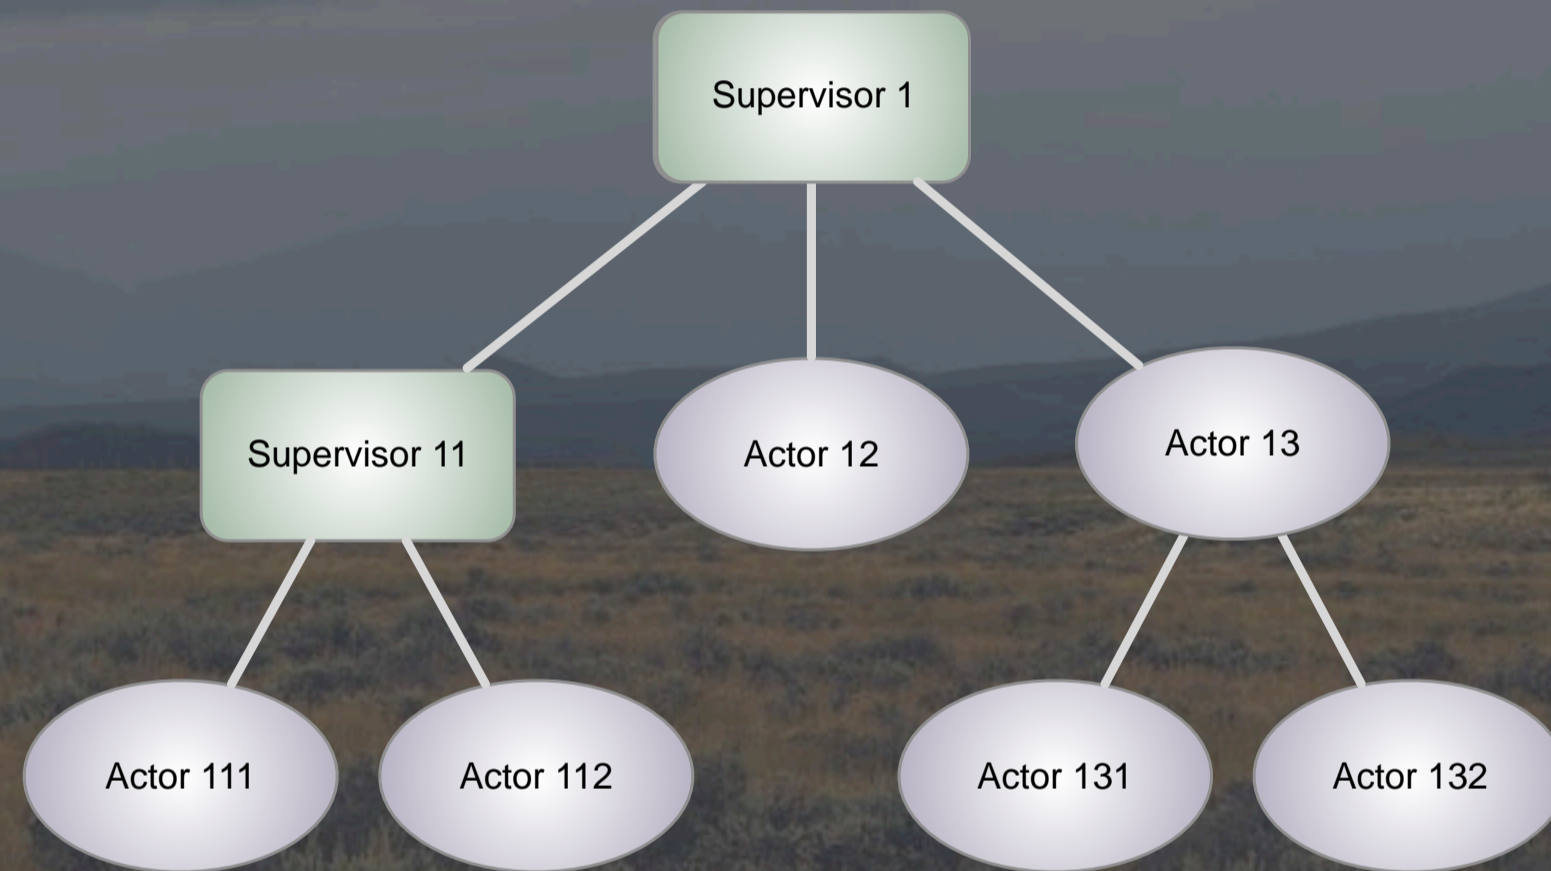 Supervisor 1
Supervisor 11
Actor 12
Actor 13
Actor 111
Actor 112
Actor 131
Actor 132